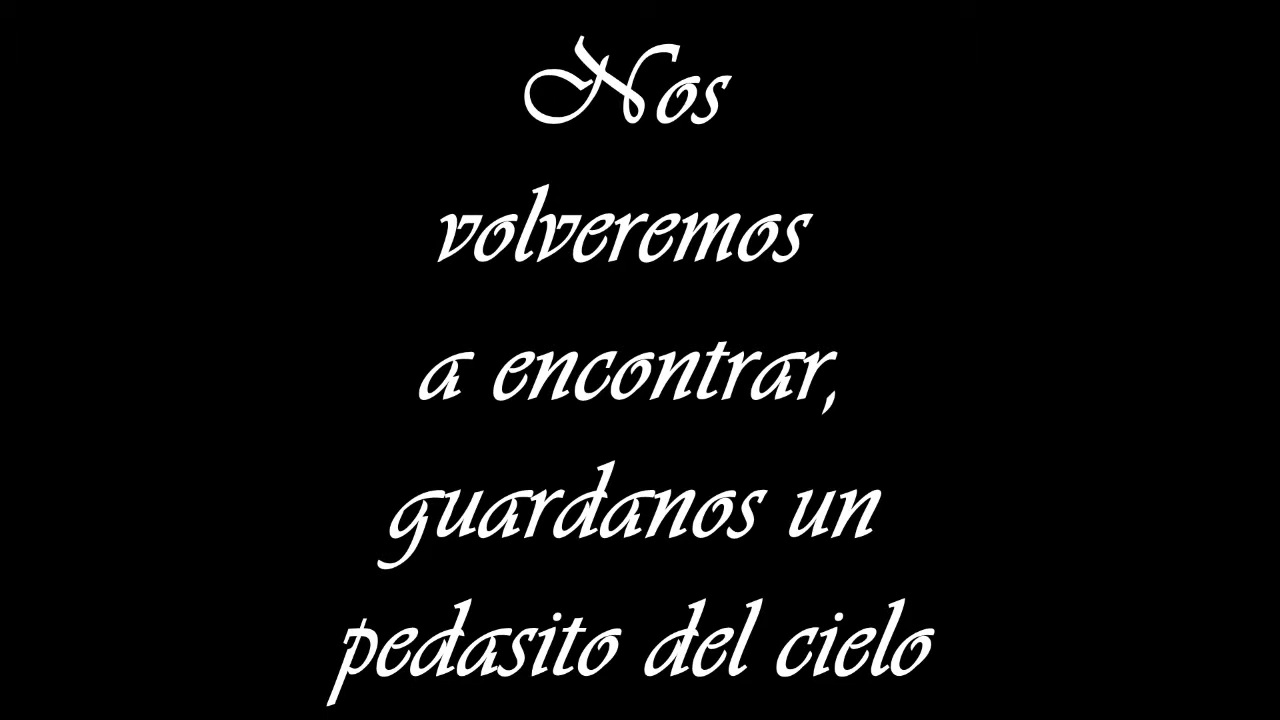 Nos
volveremos
a encontrar,
guardanos un
pedasito del cielo